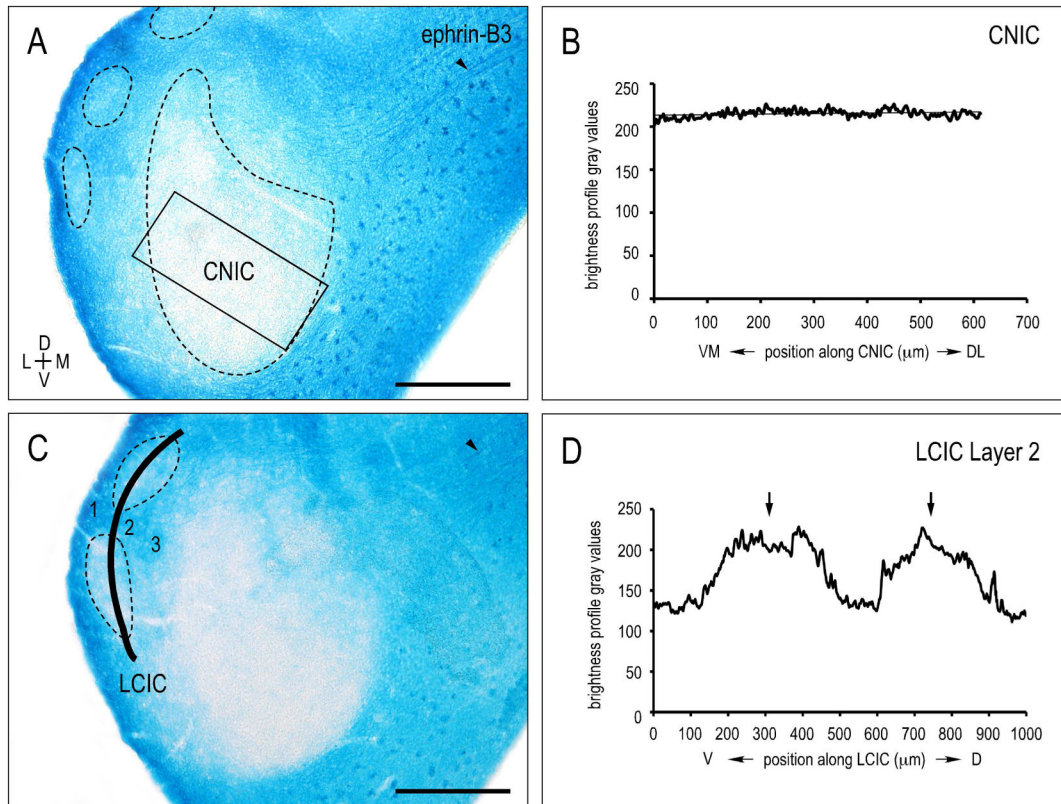 A
ephrin-B3
CNIC
D
L M
V
B
CNIC
brightness profile gray values
250
200
150
100
50
0
0 100 200 300 400 500 600 700
VM position along CNIC (µm) DL
C
1
2
3
LCIC
D
LCIC Layer 2
brightness profile gray values
250
200
150
100
50
0
0 100 200 300 400 500 600 700 800 900 1000
V position along LCIC (µm) D